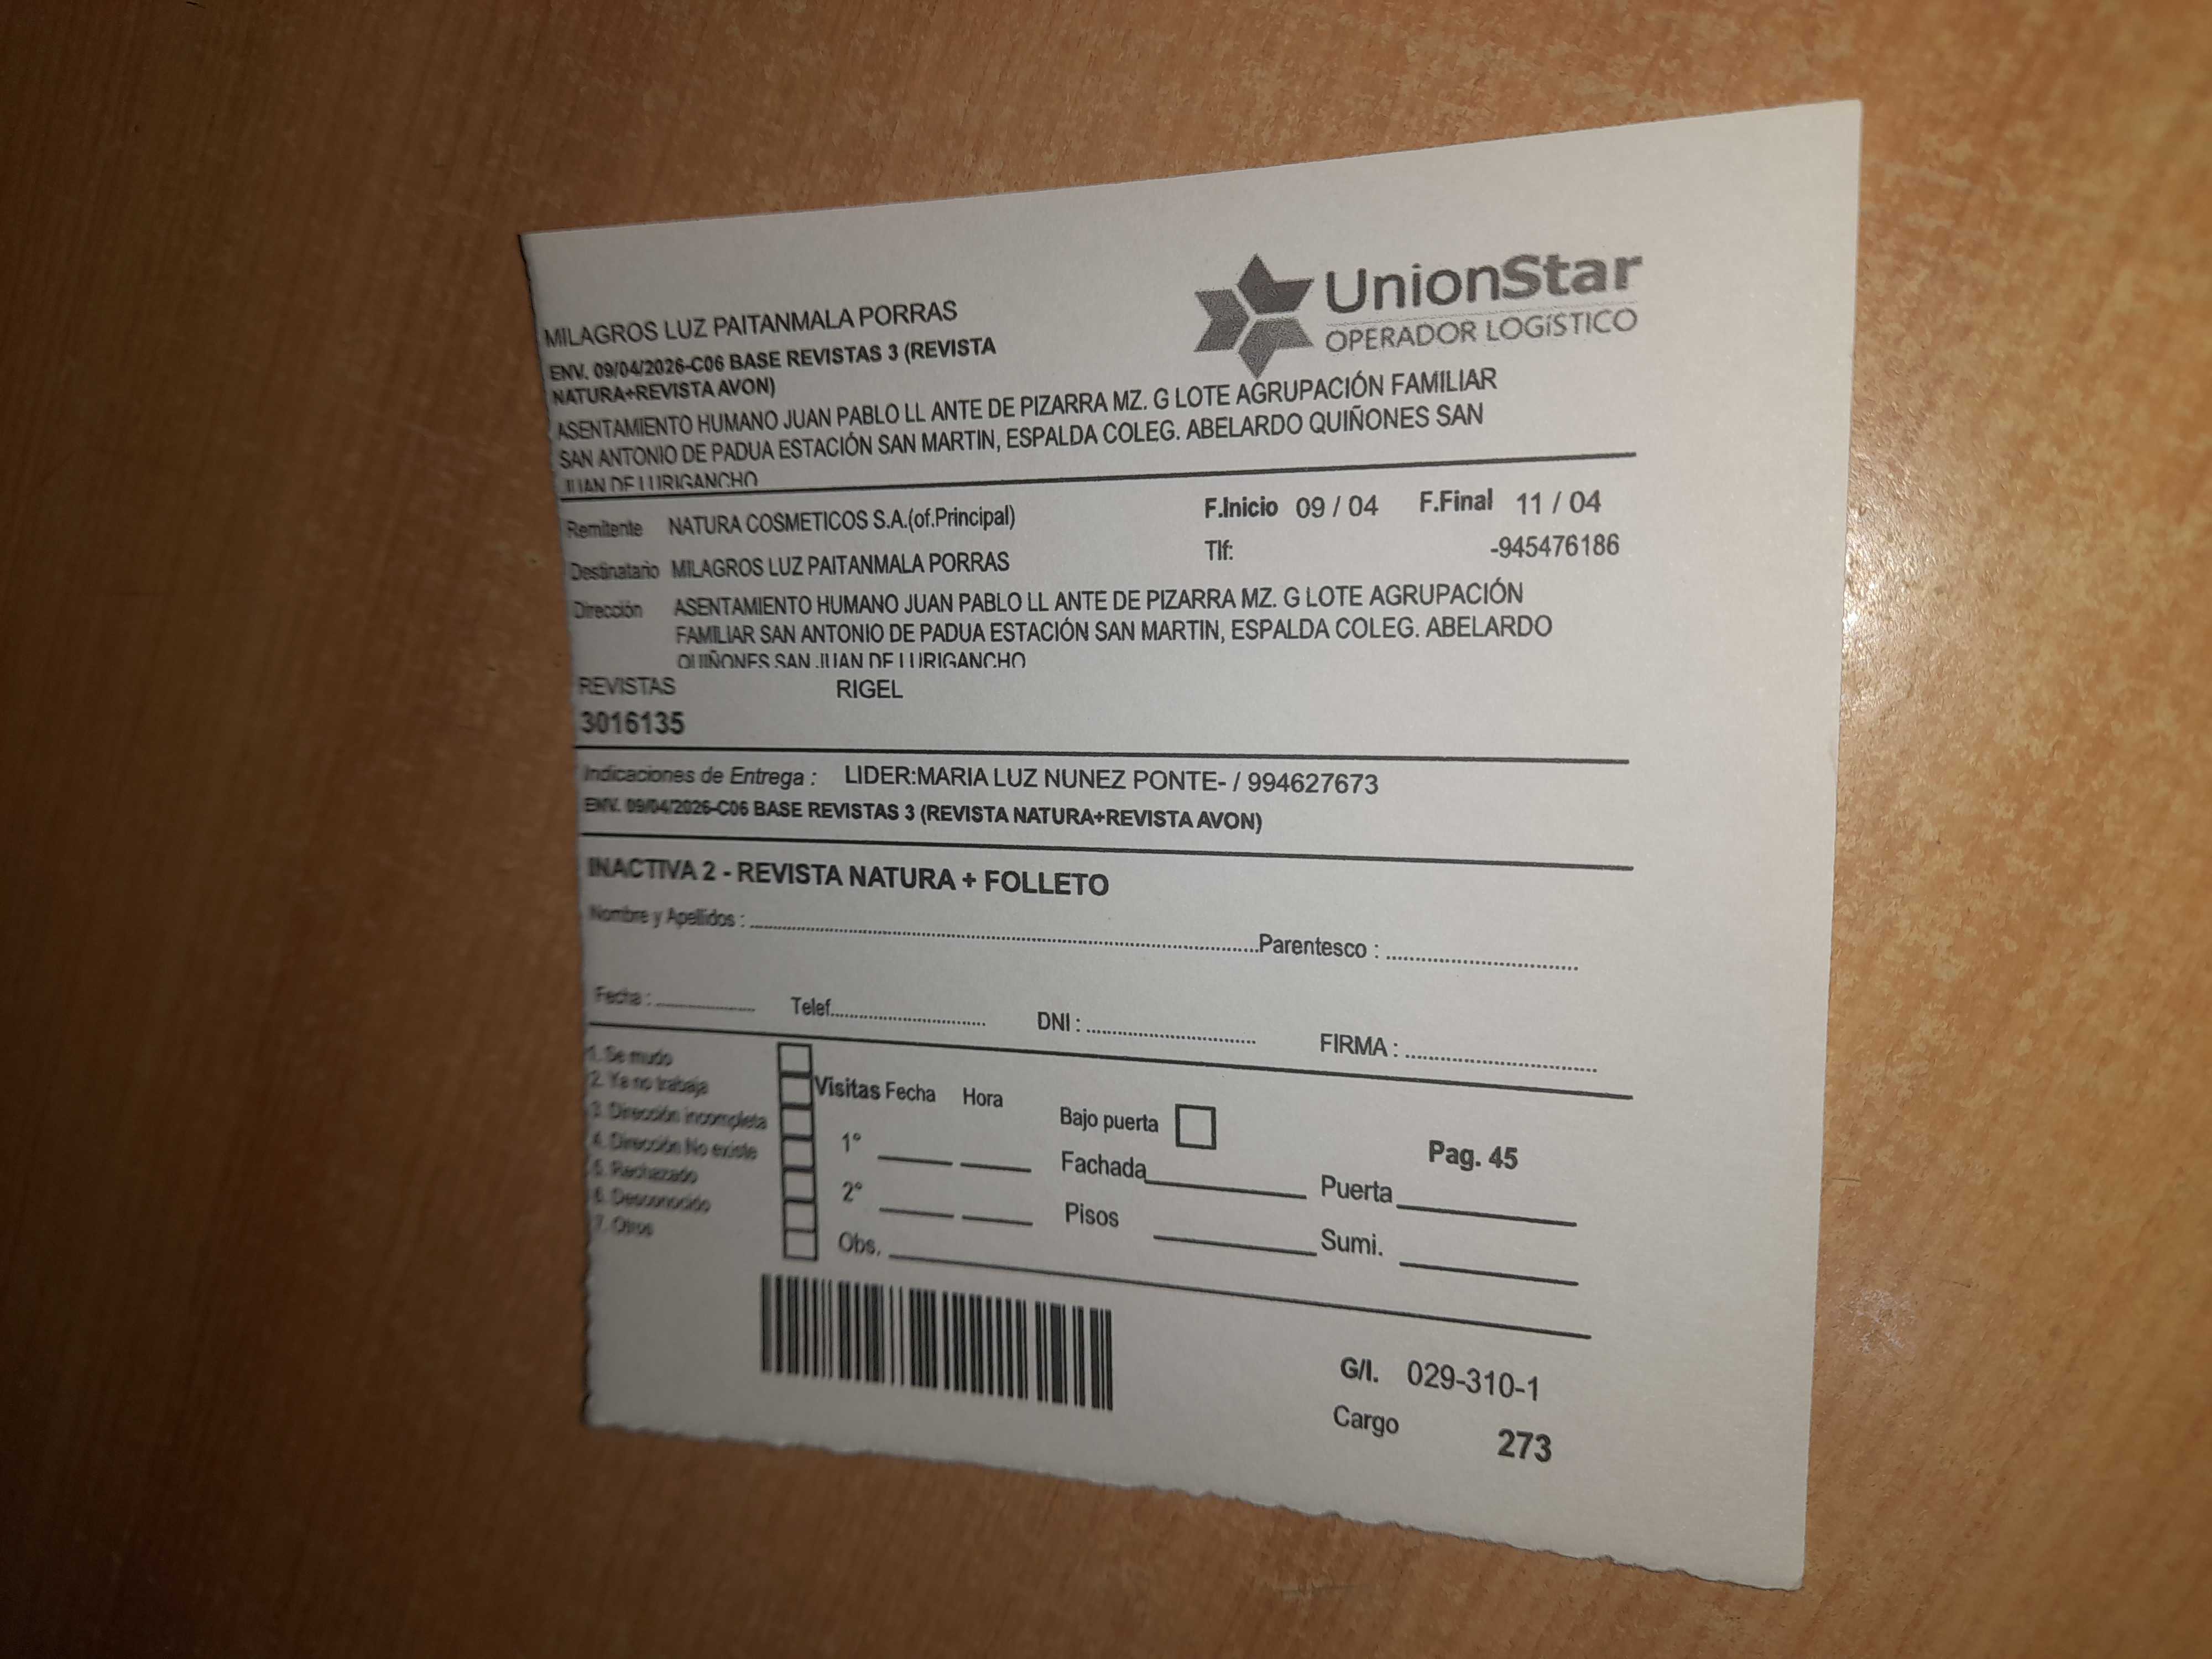 UnionStar
OPERADOR LOGíSTICO
MILAGROS LUZ PAITANMALA PORRAS
ENV. 09/04/2026-C06 BASE REVISTAS 3 (REVISTA
NATURA+REVISTA AVON)
ASENTAMIENTO HUMANO JUAN PABLO LL ANTE DE PIZARRA MZ. G LOTE AGRUPACIÓN FAMILIAR
SAN ANTONIO DE PADUA ESTACIÓN SAN MARTIN, ESPALDA COLEG. ABELARDO QUIÑONES SAN
JUAN DE LURIGANCHO
Remitente NATURA COSMETICOS S.A.(of.Principal) F.Inicio 09 / 04 F.Final 11 / 04
Destinatario MILAGROS LUZ PAITANMALA PORRAS Tlf: -945476186
Dirección ASENTAMIENTO HUMANO JUAN PABLO LL ANTE DE PIZARRA MZ. G LOTE AGRUPACIÓN
FAMILIAR SAN ANTONIO DE PADUA ESTACIÓN SAN MARTIN, ESPALDA COLEG. ABELARDO
QUIÑONES SAN JUAN DE LURIGANCHO
REVISTAS RIGEL
3016135
Indicaciones de Entrega : LIDER:MARIA LUZ NUNEZ PONTE- / 994627673
ENV. 09/04/2026-C06 BASE REVISTAS 3 (REVISTA NATURA+REVISTA AVON)
INACTIVA 2 - REVISTA NATURA + FOLLETO
Nombre y Apellidos : Parentesco :
Fecha : Telef. DNI : FIRMA :
1. Se mudo
2. Ya no trabaja
3. Dirección incompleta
4. Dirección No existe
5. Rechazado
6. Desconocido
7. Otros
Visitas Fecha Hora
1°
2°
Obs.
Bajo puerta
Fachada Puerta
Pisos Sumi.
Pag. 45
G/I. 029-310-1
Cargo 273